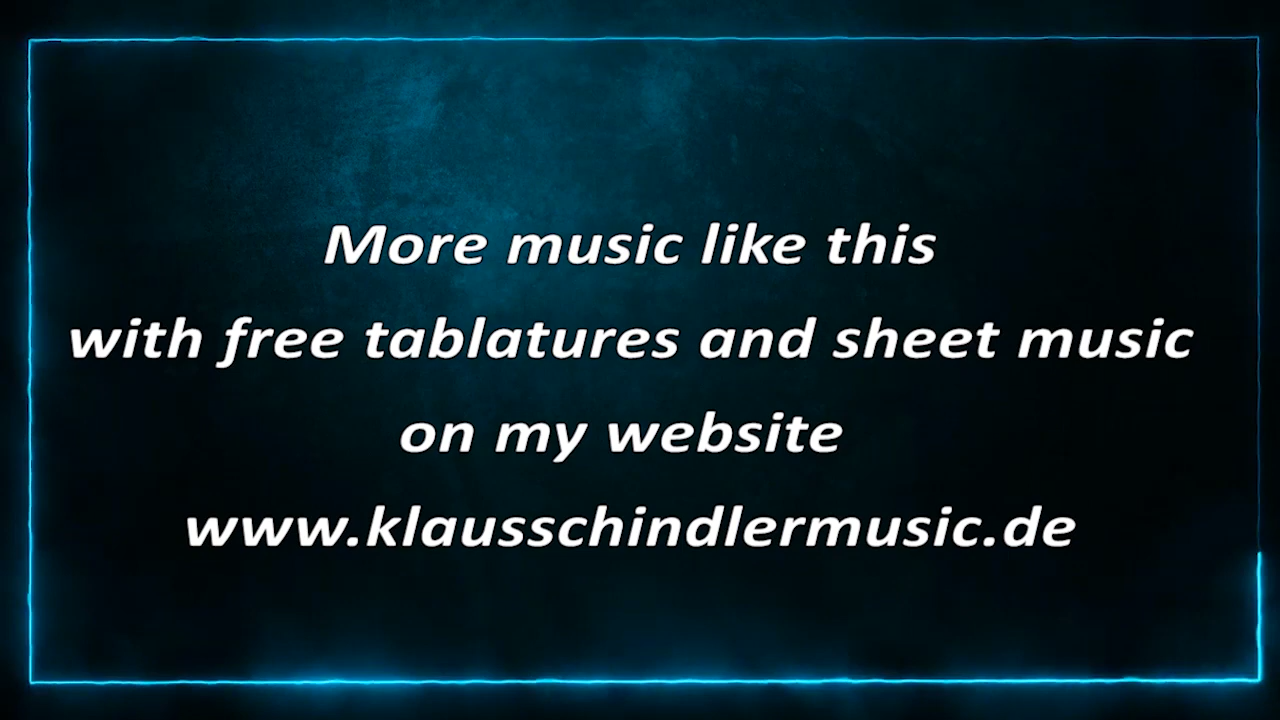 More music like this
with free tablatures and sheet music
on my website
www.klausschindlermusic.de